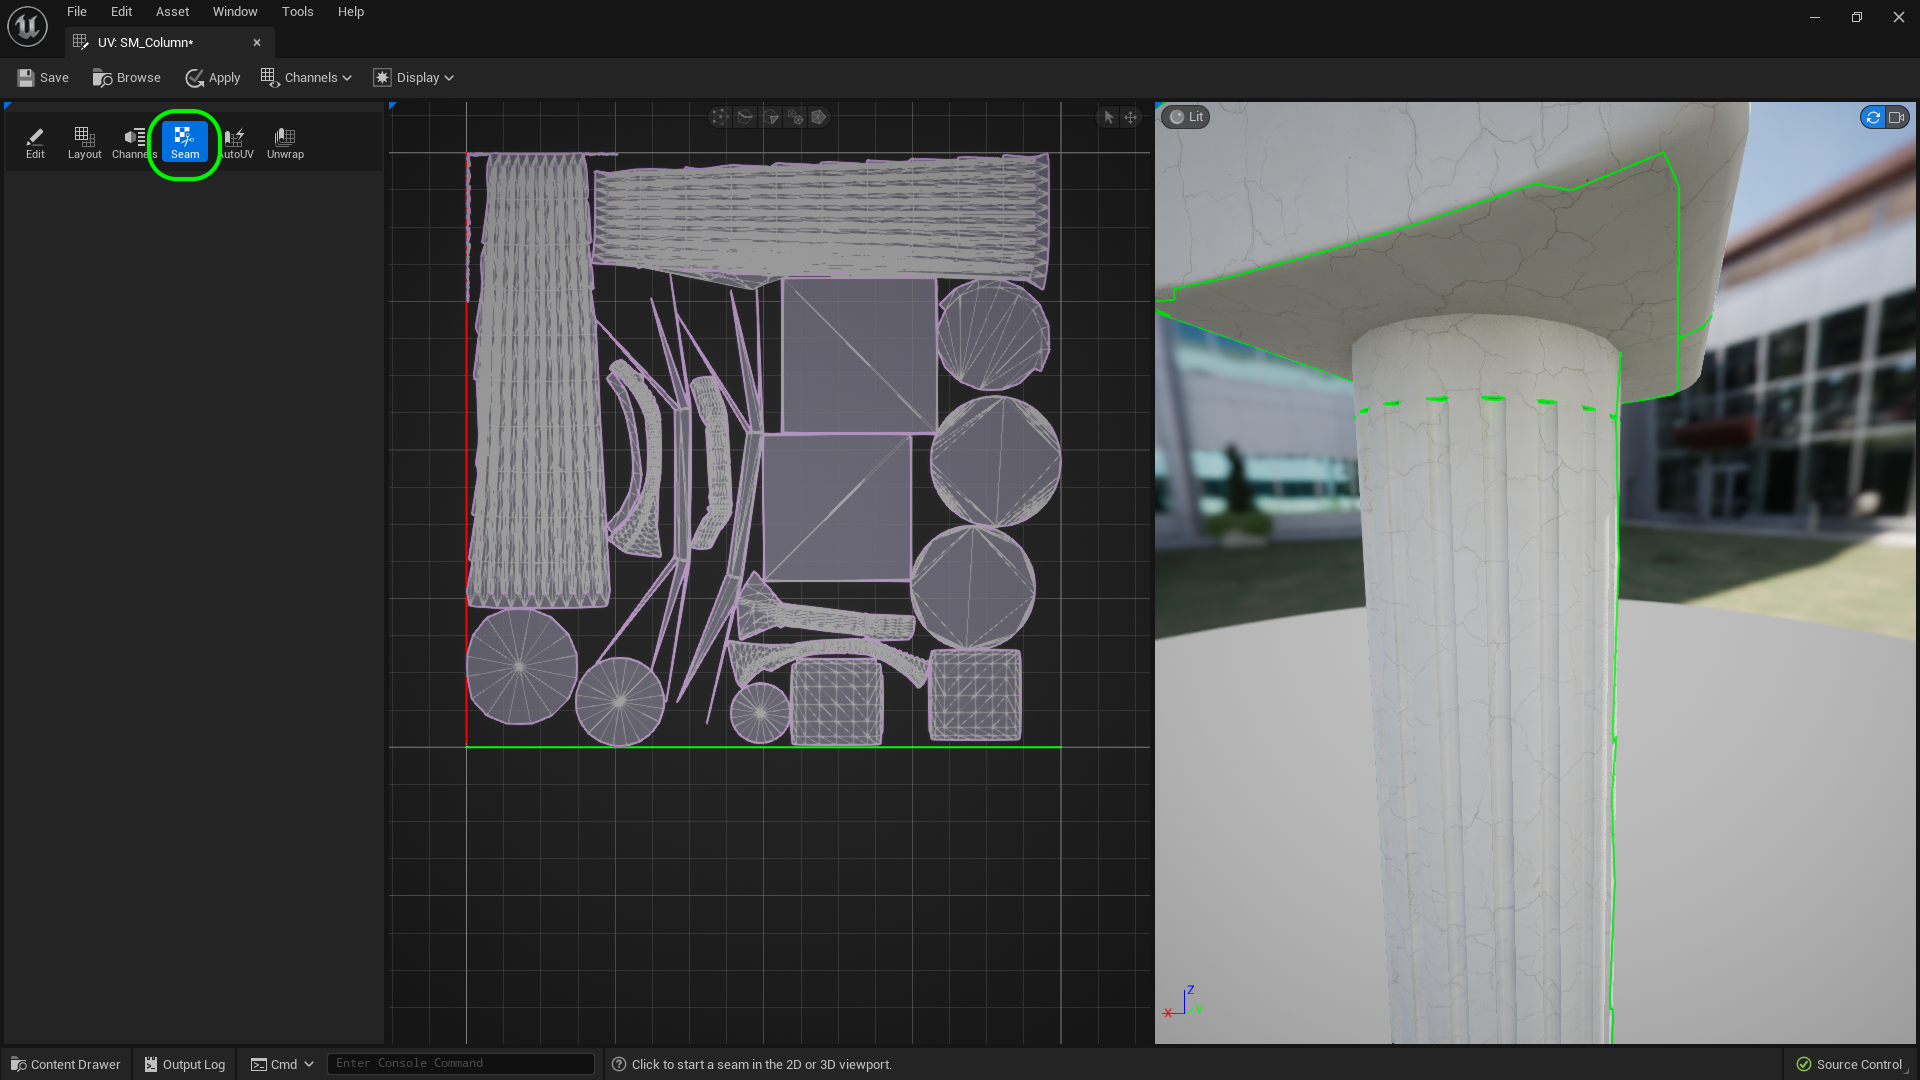 File Edit Asset Window Tools Help
UV: SM_Column*
Save Browse Apply Channels Display
Lit
Edit Layout Channels Seam AutoUV Unwrap
Z
X Y
Content Drawer Output Log Cmd Enter Console Command Click to start a seam in the 2D or 3D viewport. Source Control